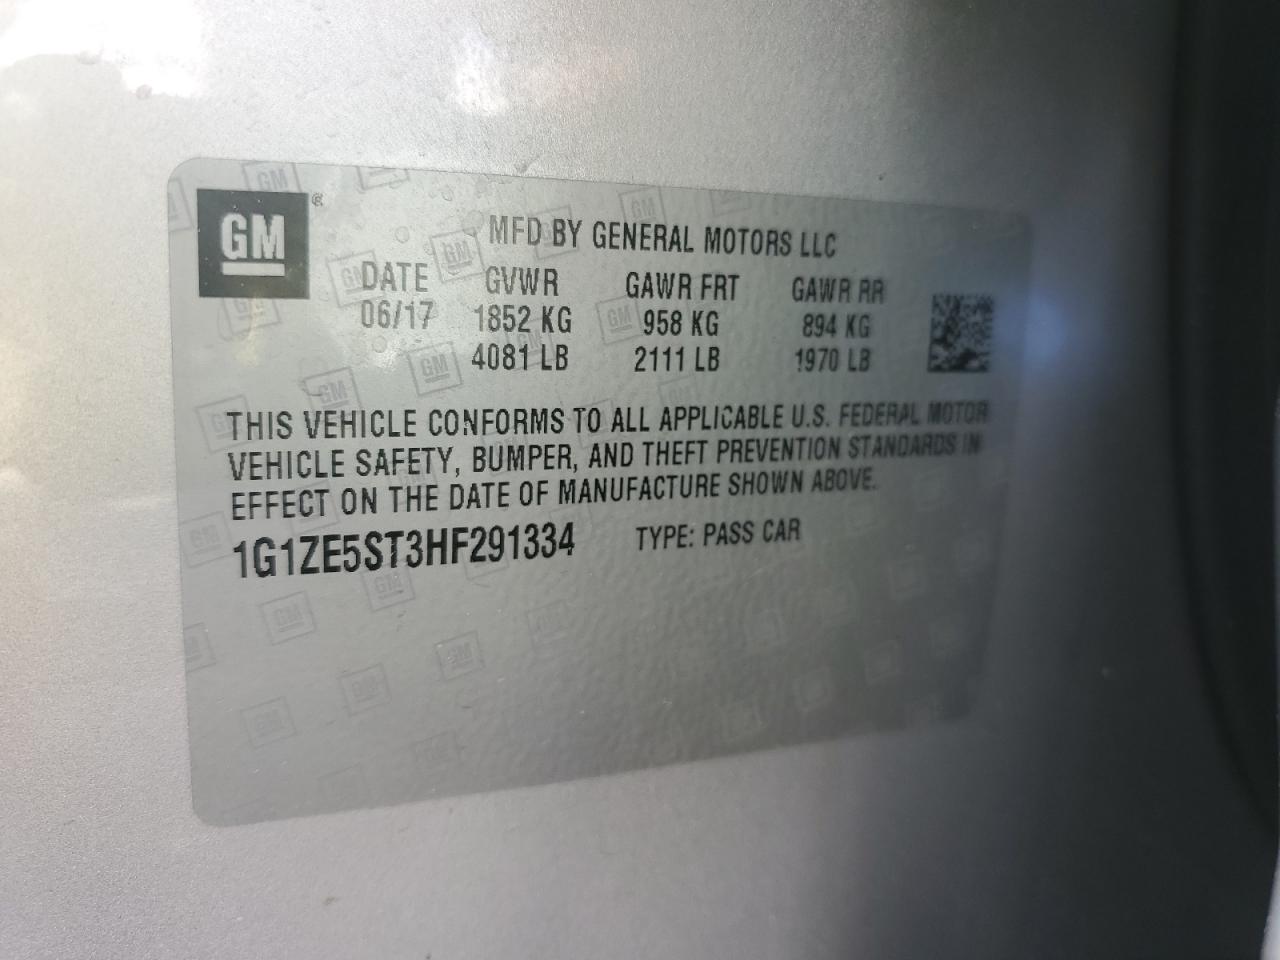 GM
MFD BY GENERAL MOTORS LLC
DATE GVWR GAWR FRT GAWR RR
06/17 1852 KG 958 KG 894 KG
4081 LB 2111 LB 1970 LB
THIS VEHICLE CONFORMS TO ALL APPLICABLE U.S. FEDERAL MOTOR
VEHICLE SAFETY, BUMPER, AND THEFT PREVENTION STANDARDS IN
EFFECT ON THE DATE OF MANUFACTURE SHOWN ABOVE.
1G1ZE5ST3HF291334 TYPE: PASS CAR